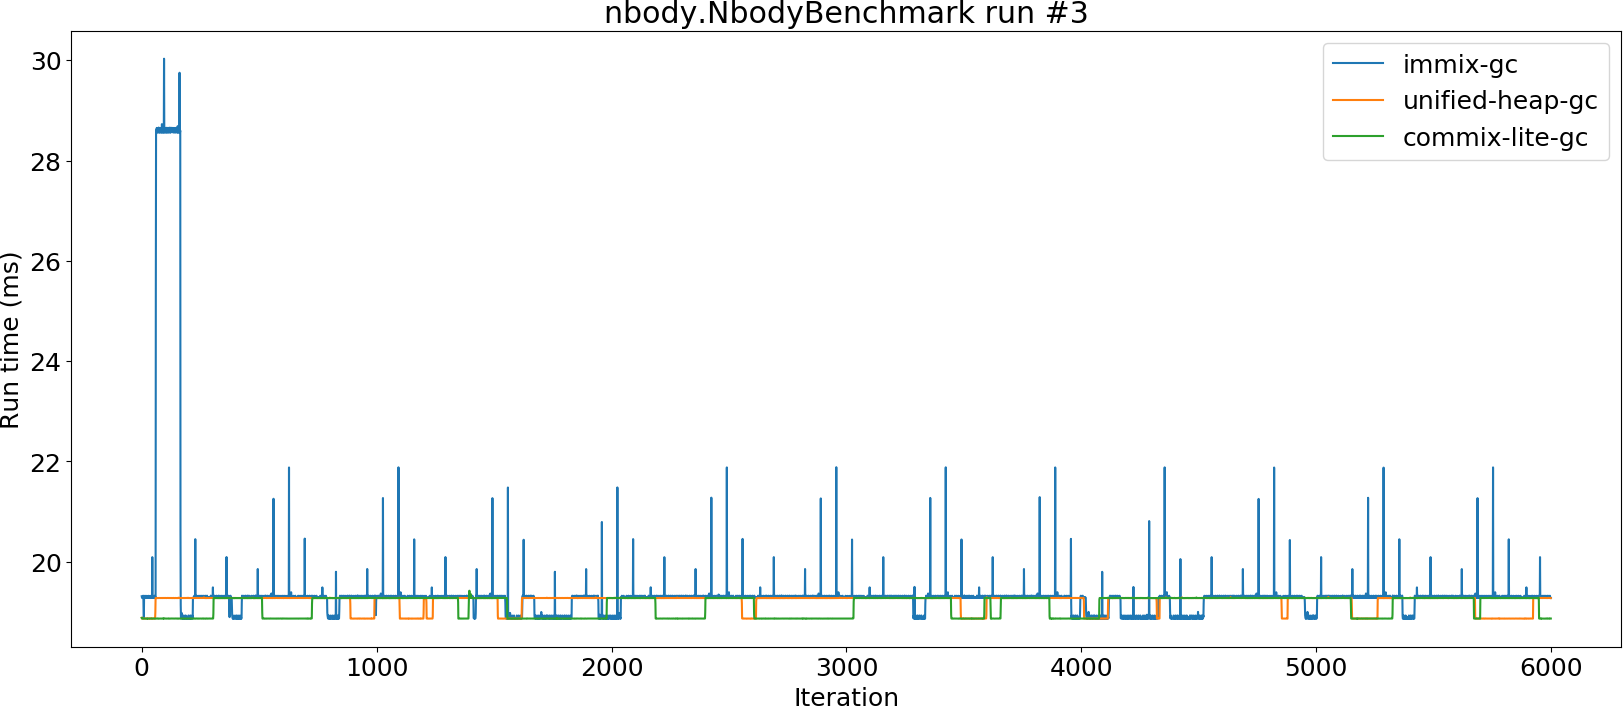 nbody.NbodyBenchmark run #3
30
28
26
24
22
20
Run time (ms)
immix-gc
unified-heap-gc
commix-lite-gc
0
1000
2000
3000
4000
5000
6000
Iteration